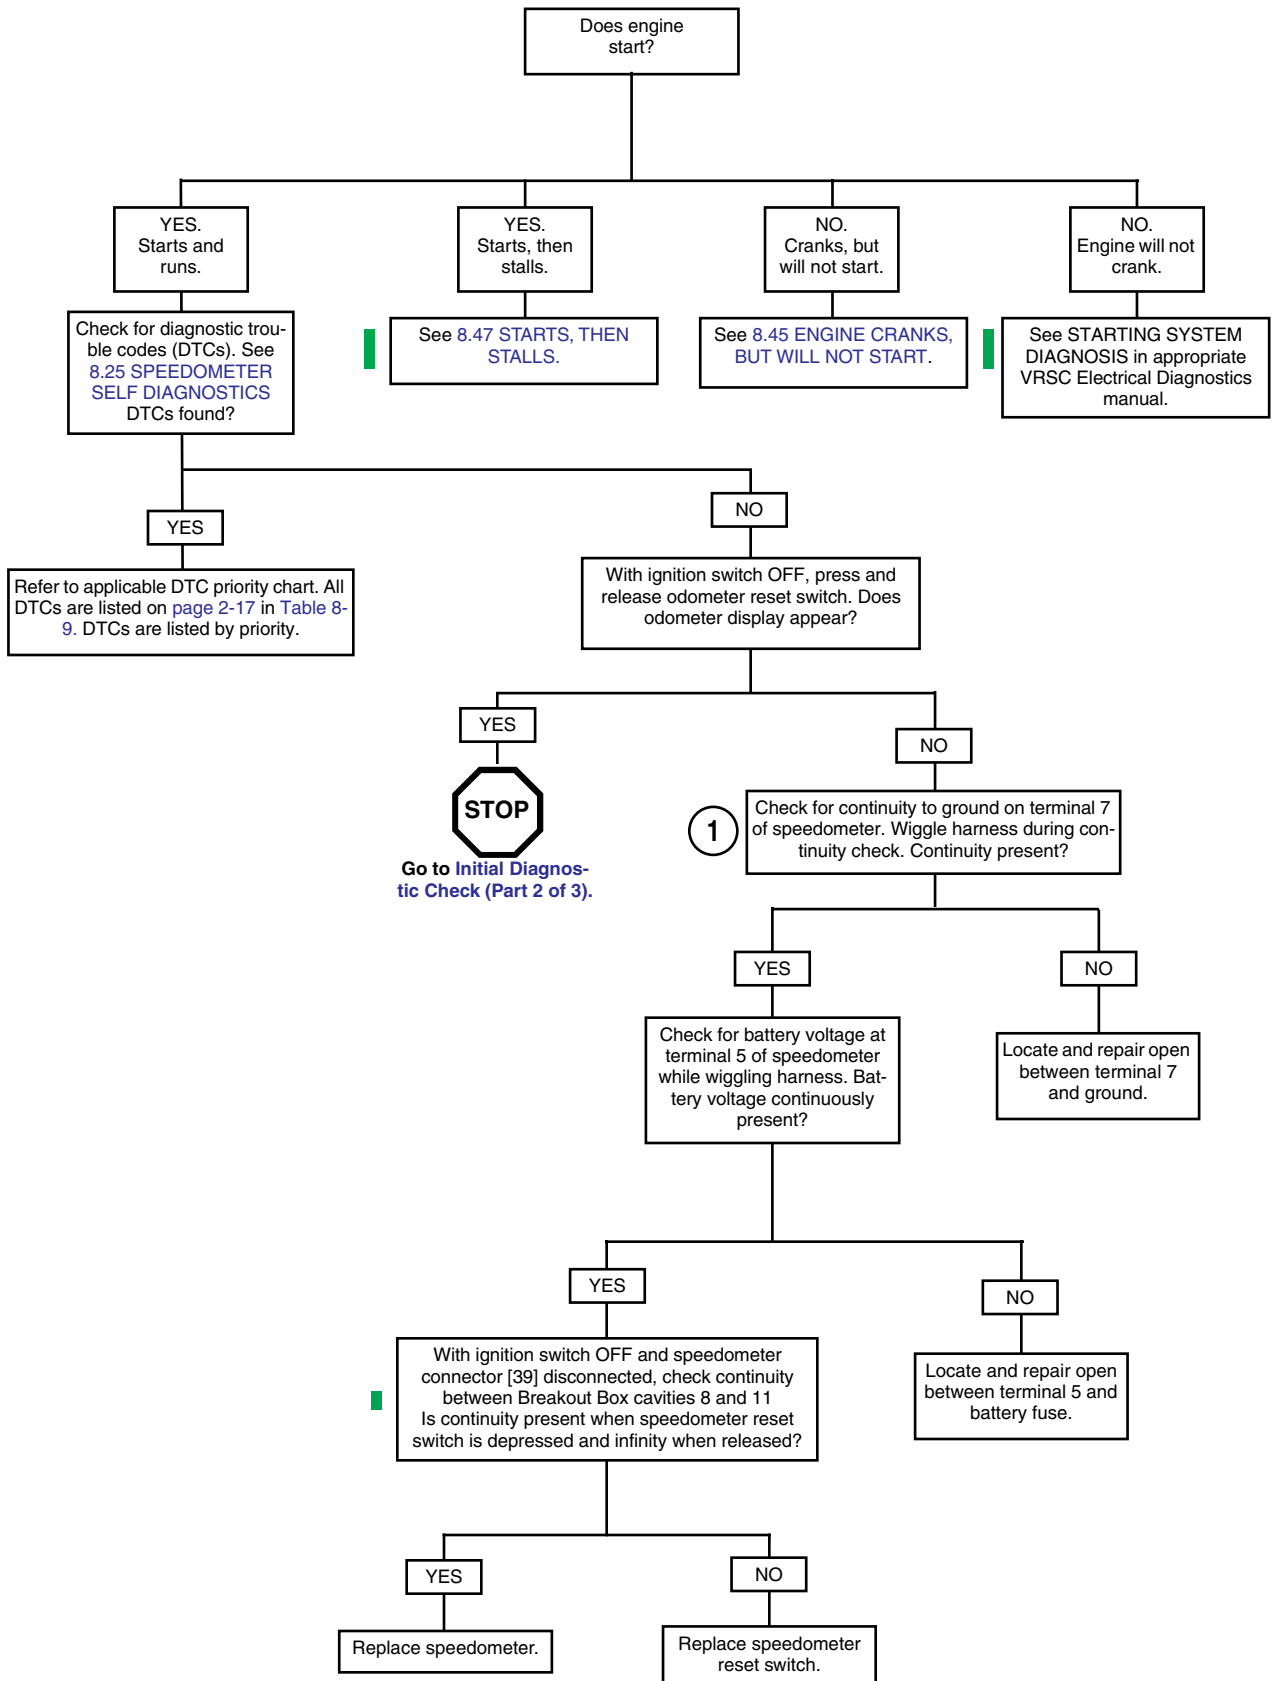 Does engine
start?
YES.
Starts and
runs.
YES.
Starts, then
stalls.
NO.
Cranks, but
will not start.
NO.
Engine will not
crank.
Check for diagnostic trou-
ble codes (DTCs). See
8.25 SPEEDOMETER
SELF DIAGNOSTICS
DTCs found?
See 8.47 STARTS, THEN
STALLS.
See 8.45 ENGINE CRANKS,
BUT WILL NOT START.
See STARTING SYSTEM
DIAGNOSIS in appropriate
VRSC Electrical Diagnostics
manual.
YES
NO
Refer to applicable DTC priority chart. All
DTCs are listed on page 2-17 in Table 8-
9. DTCs are listed by priority.
With ignition switch OFF, press and
release odometer reset switch. Does
odometer display appear?
YES
NO
STOP
Go to Initial Diagnos-
tic Check (Part 2 of 3).
1
Check for continuity to ground on terminal 7
of speedometer. Wiggle harness during con-
tinuity check. Continuity present?
YES
NO
Check for battery voltage at
terminal 5 of speedometer
while wiggling harness. Bat-
tery voltage continuously
present?
Locate and repair open
between terminal 7
and ground.
YES
NO
With ignition switch OFF and speedometer
connector [39] disconnected, check continuity
between Breakout Box cavities 8 and 11
Is continuity present when speedometer reset
switch is depressed and infinity when released?
Locate and repair open
between terminal 5 and
battery fuse.
YES
NO
Replace speedometer.
Replace speedometer
reset switch.